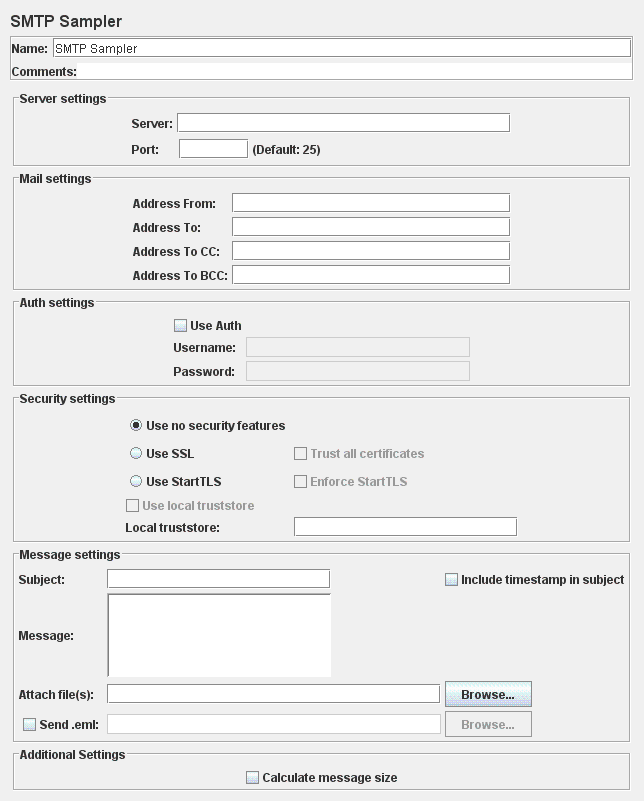 SMTP Sampler
Name: SMTP Sampler
Comments:
Server settings
Server:
Port: (Default: 25)
Mail settings
Address From:
Address To:
Address To CC:
Address To BCC:
Auth settings
Use Auth
Username:
Password:
Security settings
Use no security features
Use SSL Trust all certificates
Use StartTLS Enforce StartTLS
Use local truststore
Local truststore:
Message settings
Subject: Include timestamp in subject
Message:
Attach file(s): Browse...
Send .eml: Browse...
Additional Settings
Calculate message size